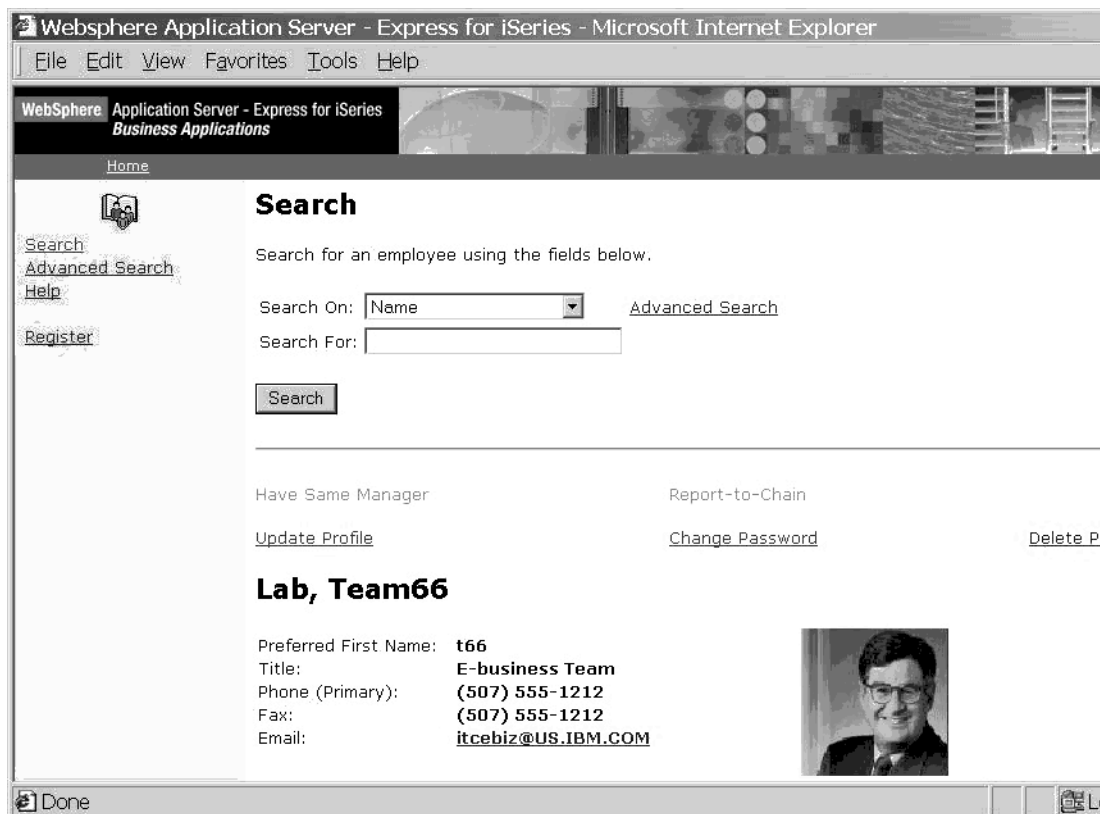 Websphere Application Server - Express for iSeries - Microsoft Internet Explorer
File Edit View Favorites Tools Help
WebSphere Application Server - Express for iSeries
Business Applications
Home
Search
Advanced Search
Help
Register
Search
Search for an employee using the fields below.
Search On: Name Advanced Search
Search For:
Search
Have Same Manager Report-to-Chain
Update Profile Change Password Delete P
Lab, Team66
Preferred First Name: t66
Title: E-business Team
Phone (Primary): (507) 555-1212
Fax: (507) 555-1212
Email: itcebiz@US.IBM.COM
Done